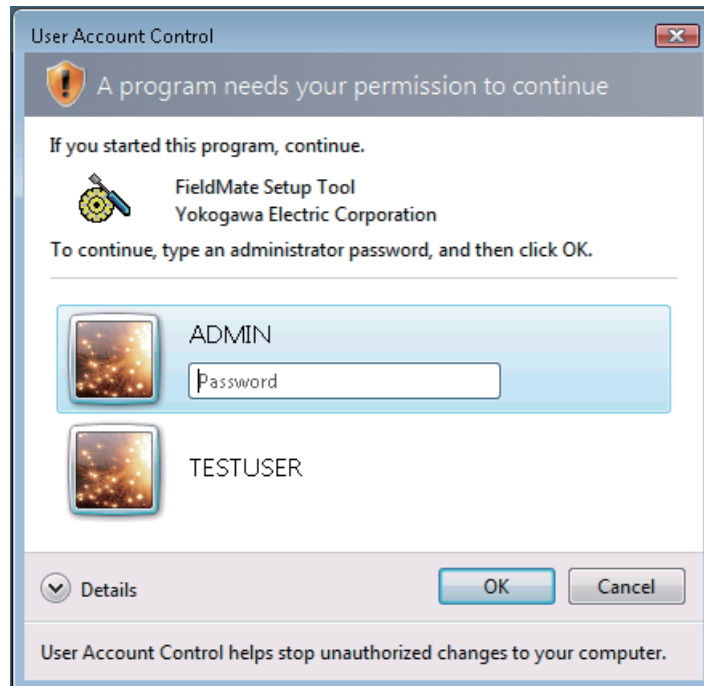 User Account Control
A program needs your permission to continue
If you started this program, continue.
FieldMate Setup Tool
Yokogawa Electric Corporation
To continue, type an administrator password, and then click OK.
ADMIN
Password
TESTUSER
Details
OK
Cancel
User Account Control helps stop unauthorized changes to your computer.